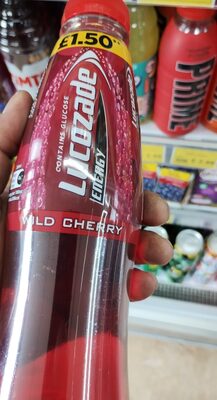 £1.50
Lucozade
ENERGY
CONTAINS GLUCOSE
WILD CHERRY
PRIME